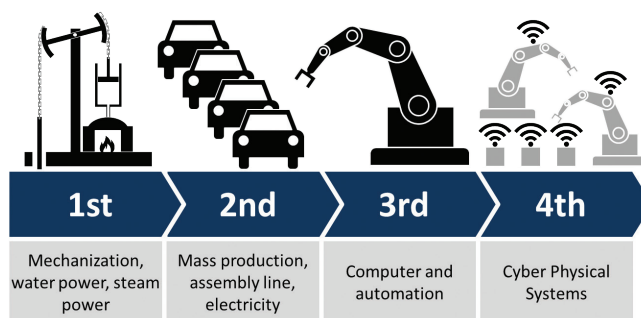 1st
2nd
3rd
4th
Mechanization,
water power, steam
power
Mass production,
assembly line,
electricity
Computer and
automation
Cyber Physical
Systems